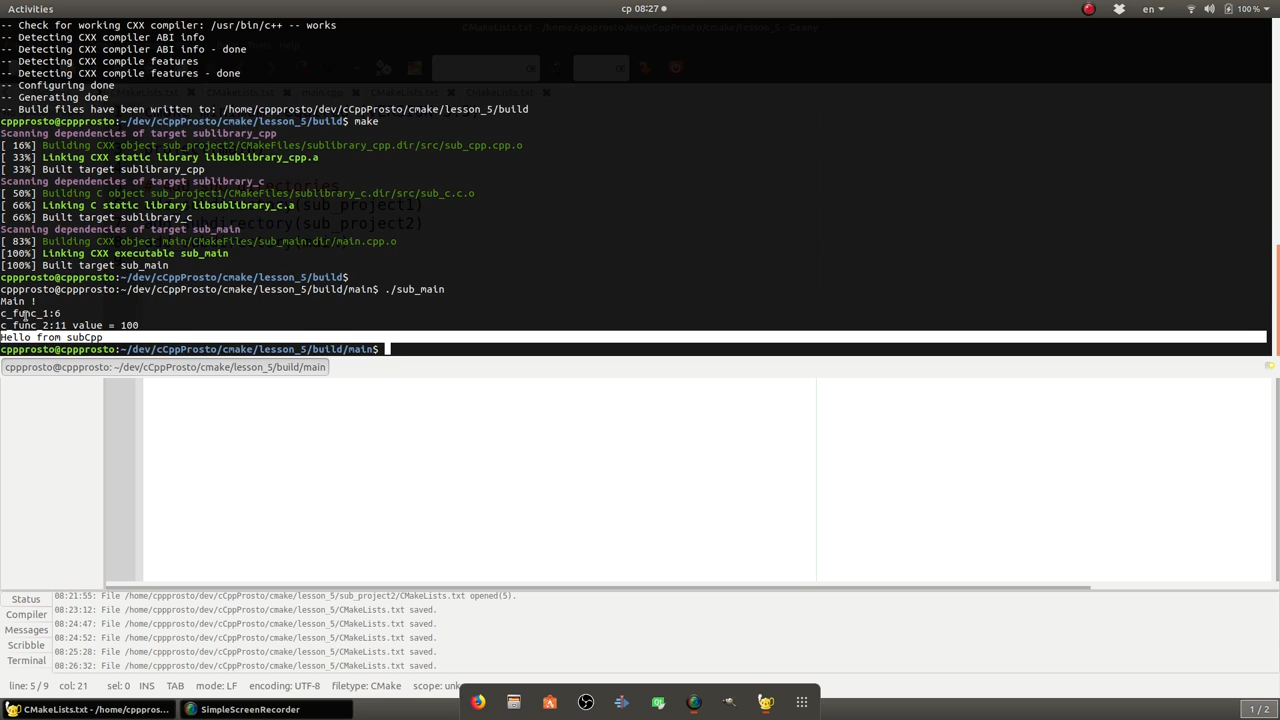 Activities
ср 08:27
en
100 %
CMakeLists.txt - /home/cppprosto/dev/cCppProsto/cmake/lesson_5 - Geany
-- Check for working CXX compiler: /usr/bin/c++ -- works
-- Detecting CXX compiler ABI info
-- Detecting CXX compiler ABI info - done
-- Detecting CXX compile features
-- Detecting CXX compile features - done
-- Configuring done
-- Generating done
-- Build files have been written to: /home/cppprosto/dev/cCppProsto/cmake/lesson_5/build
cppprosto@cppprosto:~/dev/cCppProsto/cmake/lesson_5/build$ make
Scanning dependencies of target sublibrary_cpp
[ 16%] Building CXX object sub_project2/CMakeFiles/sublibrary_cpp.dir/src/sub_cpp.cpp.o
[ 33%] Linking CXX static library libsublibrary_cpp.a
[ 33%] Built target sublibrary_cpp
Scanning dependencies of target sublibrary_c
[ 50%] Building C object sub_project1/CMakeFiles/sublibrary_c.dir/src/sub_c.c.o
[ 66%] Linking C static library libsublibrary_c.a
[ 66%] Built target sublibrary_c
Scanning dependencies of target sub_main
[ 83%] Building CXX object main/CMakeFiles/sub_main.dir/main.cpp.o
[100%] Linking CXX executable sub_main
[100%] Built target sub_main
cppprosto@cppprosto:~/dev/cCppProsto/cmake/lesson_5/build$
cppprosto@cppprosto:~/dev/cCppProsto/cmake/lesson_5/build/main$ ./sub_main
Main !
c_func_1:6
c_func_2:11 value = 100
Hello from subCpp
cppprosto@cppprosto:~/dev/cCppProsto/cmake/lesson_5/build/main$
cppprosto@cppprosto: ~/dev/cCppProsto/cmake/lesson_5/build/main
Status
Compiler
Messages
Scribble
Terminal
08:21:55: File /home/cppprosto/dev/cCppProsto/cmake/lesson_5/sub_project2/CMakeLists.txt opened(5).
08:23:12: File /home/cppprosto/dev/cCppProsto/cmake/lesson_5/CMakeLists.txt saved.
08:24:47: File /home/cppprosto/dev/cCppProsto/cmake/lesson_5/CMakeLists.txt saved.
08:24:52: File /home/cppprosto/dev/cCppProsto/cmake/lesson_5/CMakeLists.txt saved.
08:25:28: File /home/cppprosto/dev/cCppProsto/cmake/lesson_5/CMakeLists.txt saved.
08:26:32: File /home/cppprosto/dev/cCppProsto/cmake/lesson_5/CMakeLists.txt saved.
line: 5 / 9 col: 21 sel: 0 INS TAB mode: LF encoding: UTF-8 filetype: CMake scope: unk
CMakeLists.txt - /home/cpppros...
SimpleScreenRecorder
1 / 2